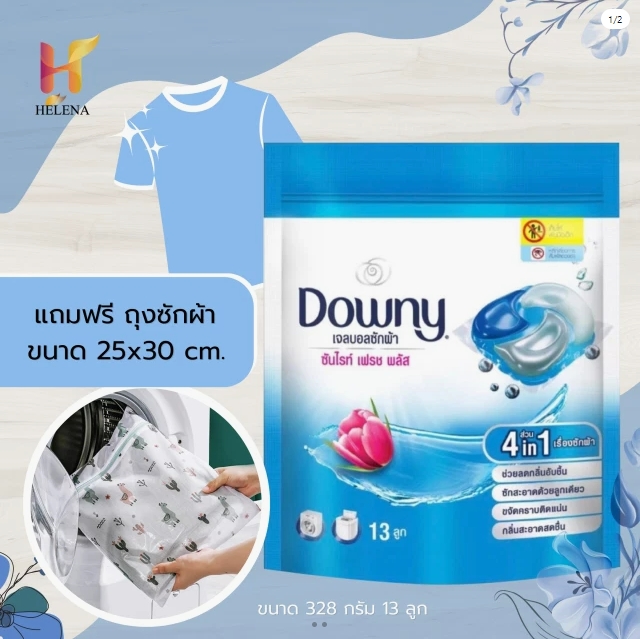 1/2
HELENA
แถมฟรี ถุงซักผ้า
ขนาด 25x30 cm.
Downy
เจลบอลซักผ้า
ซันไรท์ เฟรช พลัส
4 ส่วน in 1 เรื่องซักผ้า
ช่วยลดกลิ่นอับชื้น
ซักสะอาดด้วยลูกเดียว
ขจัดคราบติดแน่น
กลิ่นสะอาดสดชื่น
13 ลูก
ขนาด 328 กรัม 13 ลูก